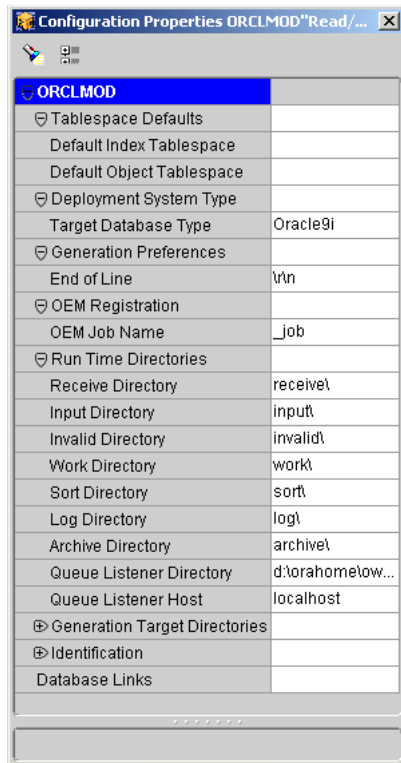 Configuration Properties ORCLMOD"Read/...
ORCLMOD
Tablespace Defaults
Default Index Tablespace
Default Object Tablespace
Deployment System Type
Target Database Type Oracle9i
Generation Preferences
End of Line \r\n
OEM Registration
OEM Job Name _job
Run Time Directories
Receive Directory receive\
Input Directory input\
Invalid Directory invalid\
Work Directory work\
Sort Directory sort\
Log Directory log\
Archive Directory archive\
Queue Listener Directory d:\orahome\ow...
Queue Listener Host localhost
Generation Target Directories
Identification
Database Links